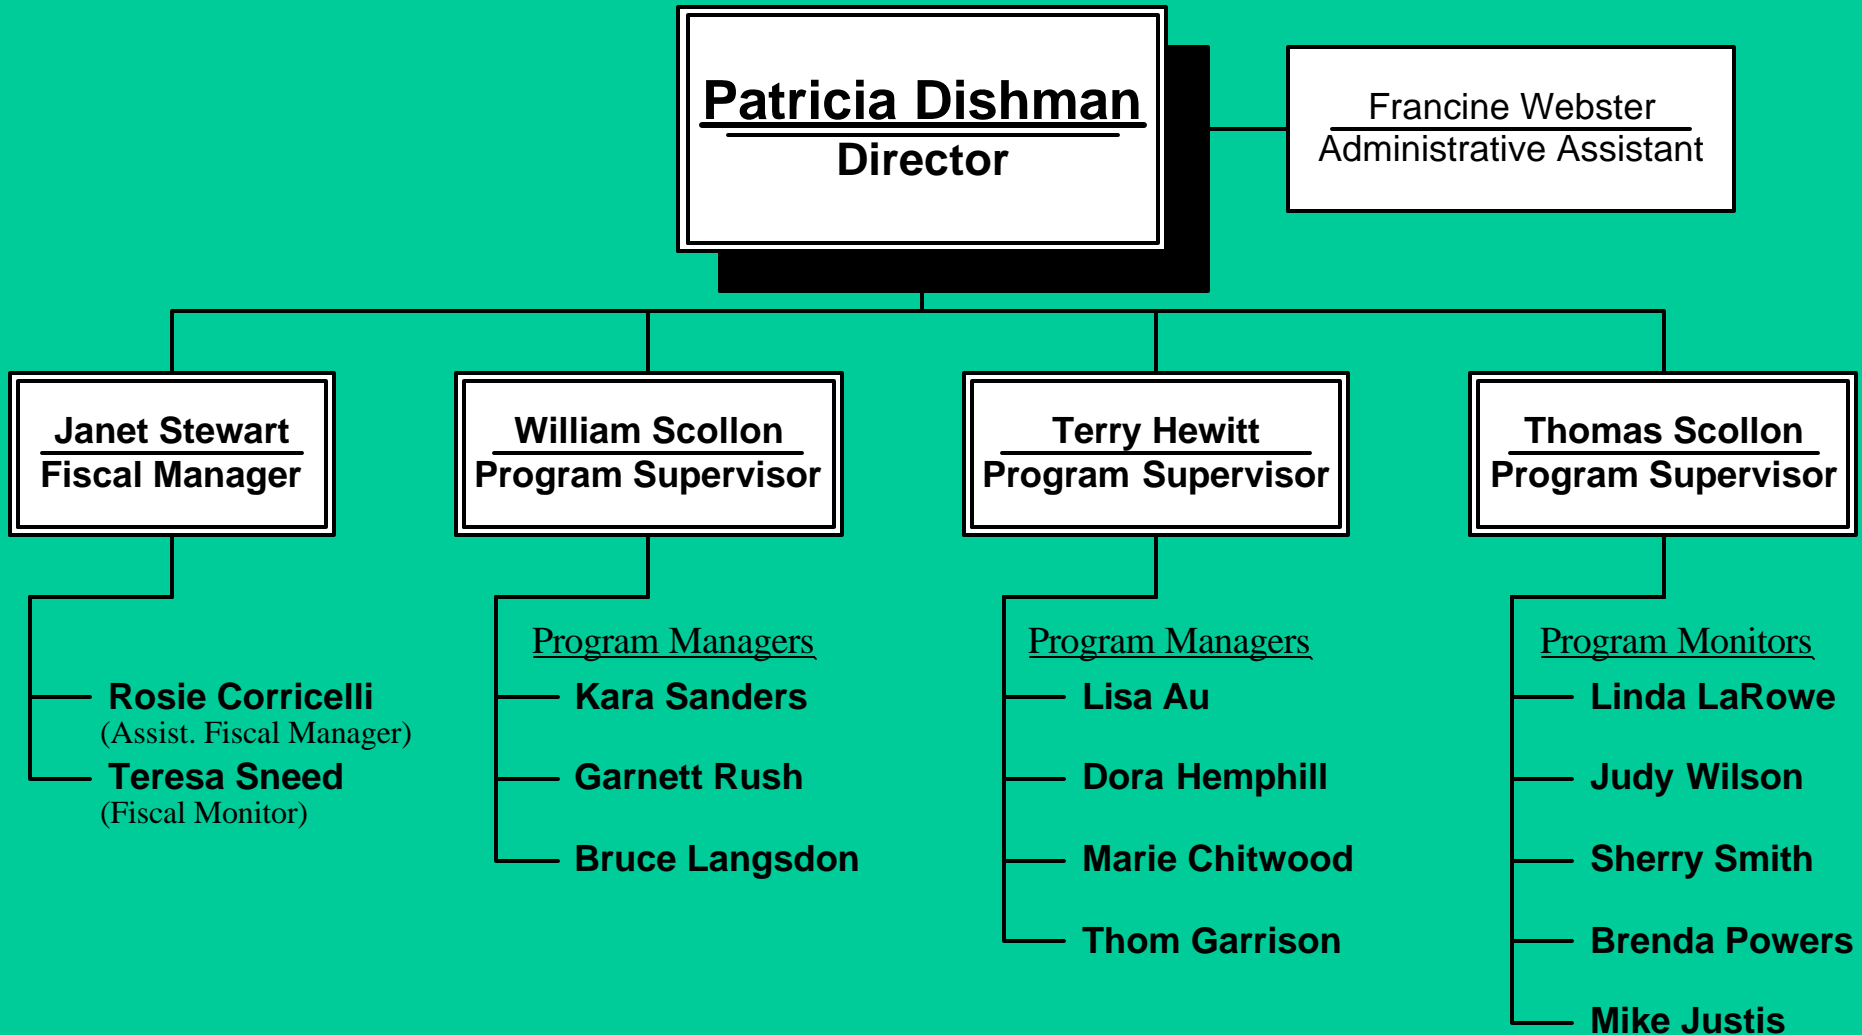 Patricia Dishman
Director
Francine Webster
Administrative Assistant
Janet Stewart
Fiscal Manager
William Scollon
Program Supervisor
Terry Hewitt
Program Supervisor
Thomas Scollon
Program Supervisor
Rosie Corricelli
(Assist. Fiscal Manager)
Teresa Sneed
(Fiscal Monitor)
Program Managers
Kara Sanders
Garnett Rush
Bruce Langsdon
Program Managers
Lisa Au
Dora Hemphill
Marie Chitwood
Thom Garrison
Program Monitors
Linda LaRowe
Judy Wilson
Sherry Smith
Brenda Powers
Mike Justis